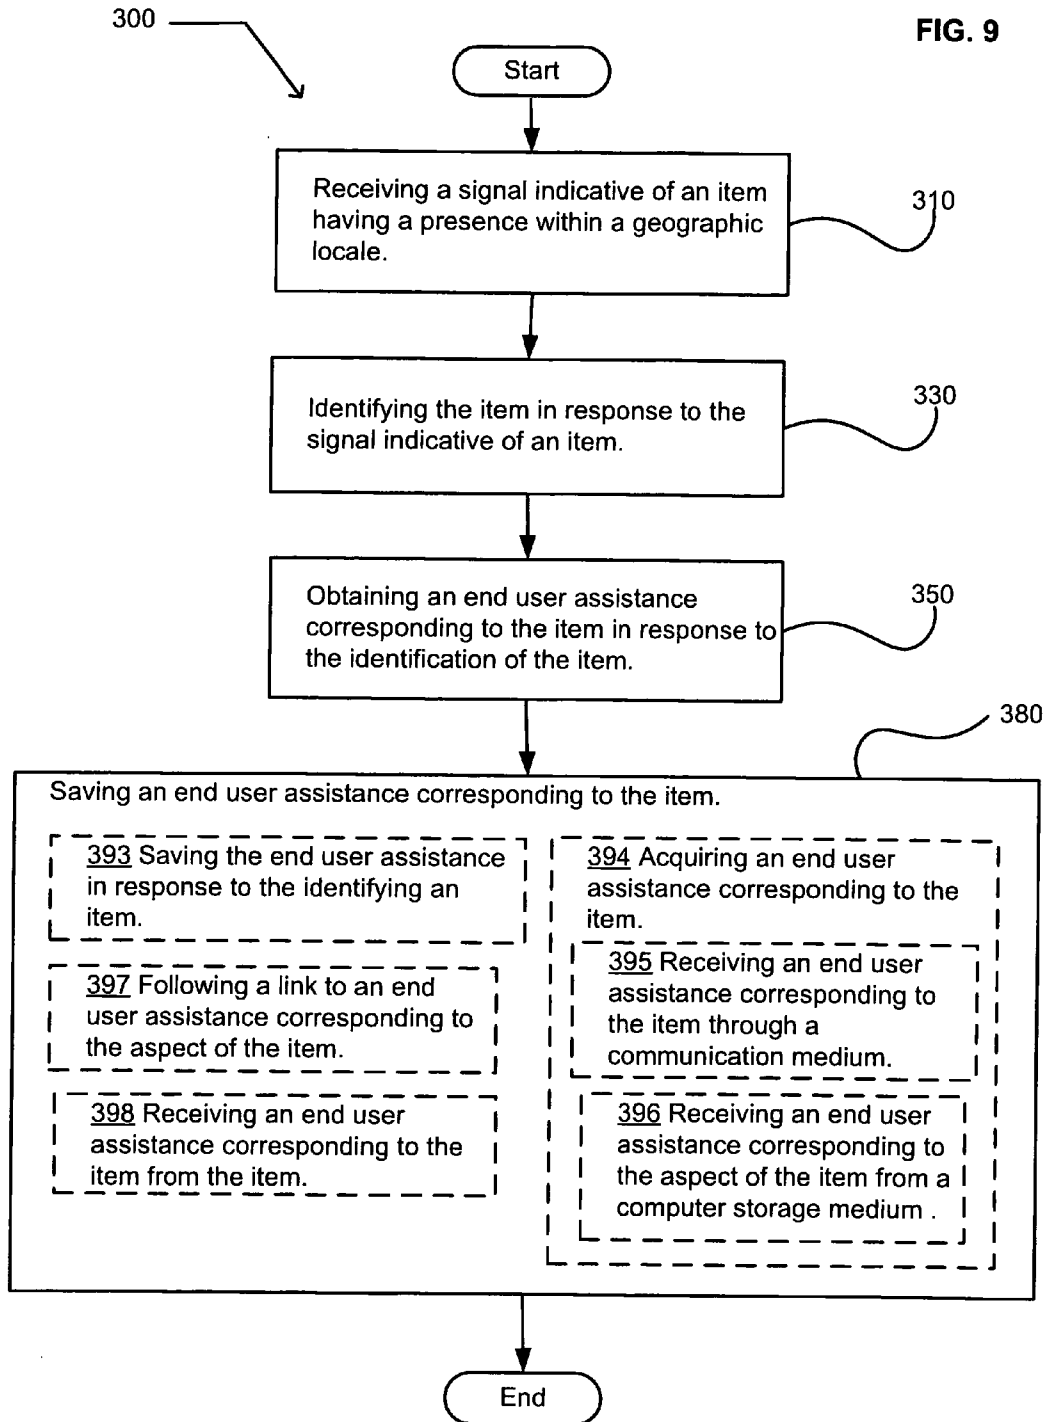 300
FIG. 9
Start
Receiving a signal indicative of an item
having a presence within a geographic
locale.
310
Identifying the item in response to the
signal indicative of an item.
330
Obtaining an end user assistance
corresponding to the item in response to
the identification of the item.
350
380
Saving an end user assistance corresponding to the item.
393 Saving the end user assistance
in response to the identifying an
item.
397 Following a link to an end
user assistance corresponding to
the aspect of the item.
398 Receiving an end user
assistance corresponding to the
item from the item.
394 Acquiring an end user
assistance corresponding to the
item.
395 Receiving an end user
assistance corresponding to
the item through a
communication medium.
396 Receiving an end user
assistance corresponding to
the aspect of the item from a
computer storage medium .
End